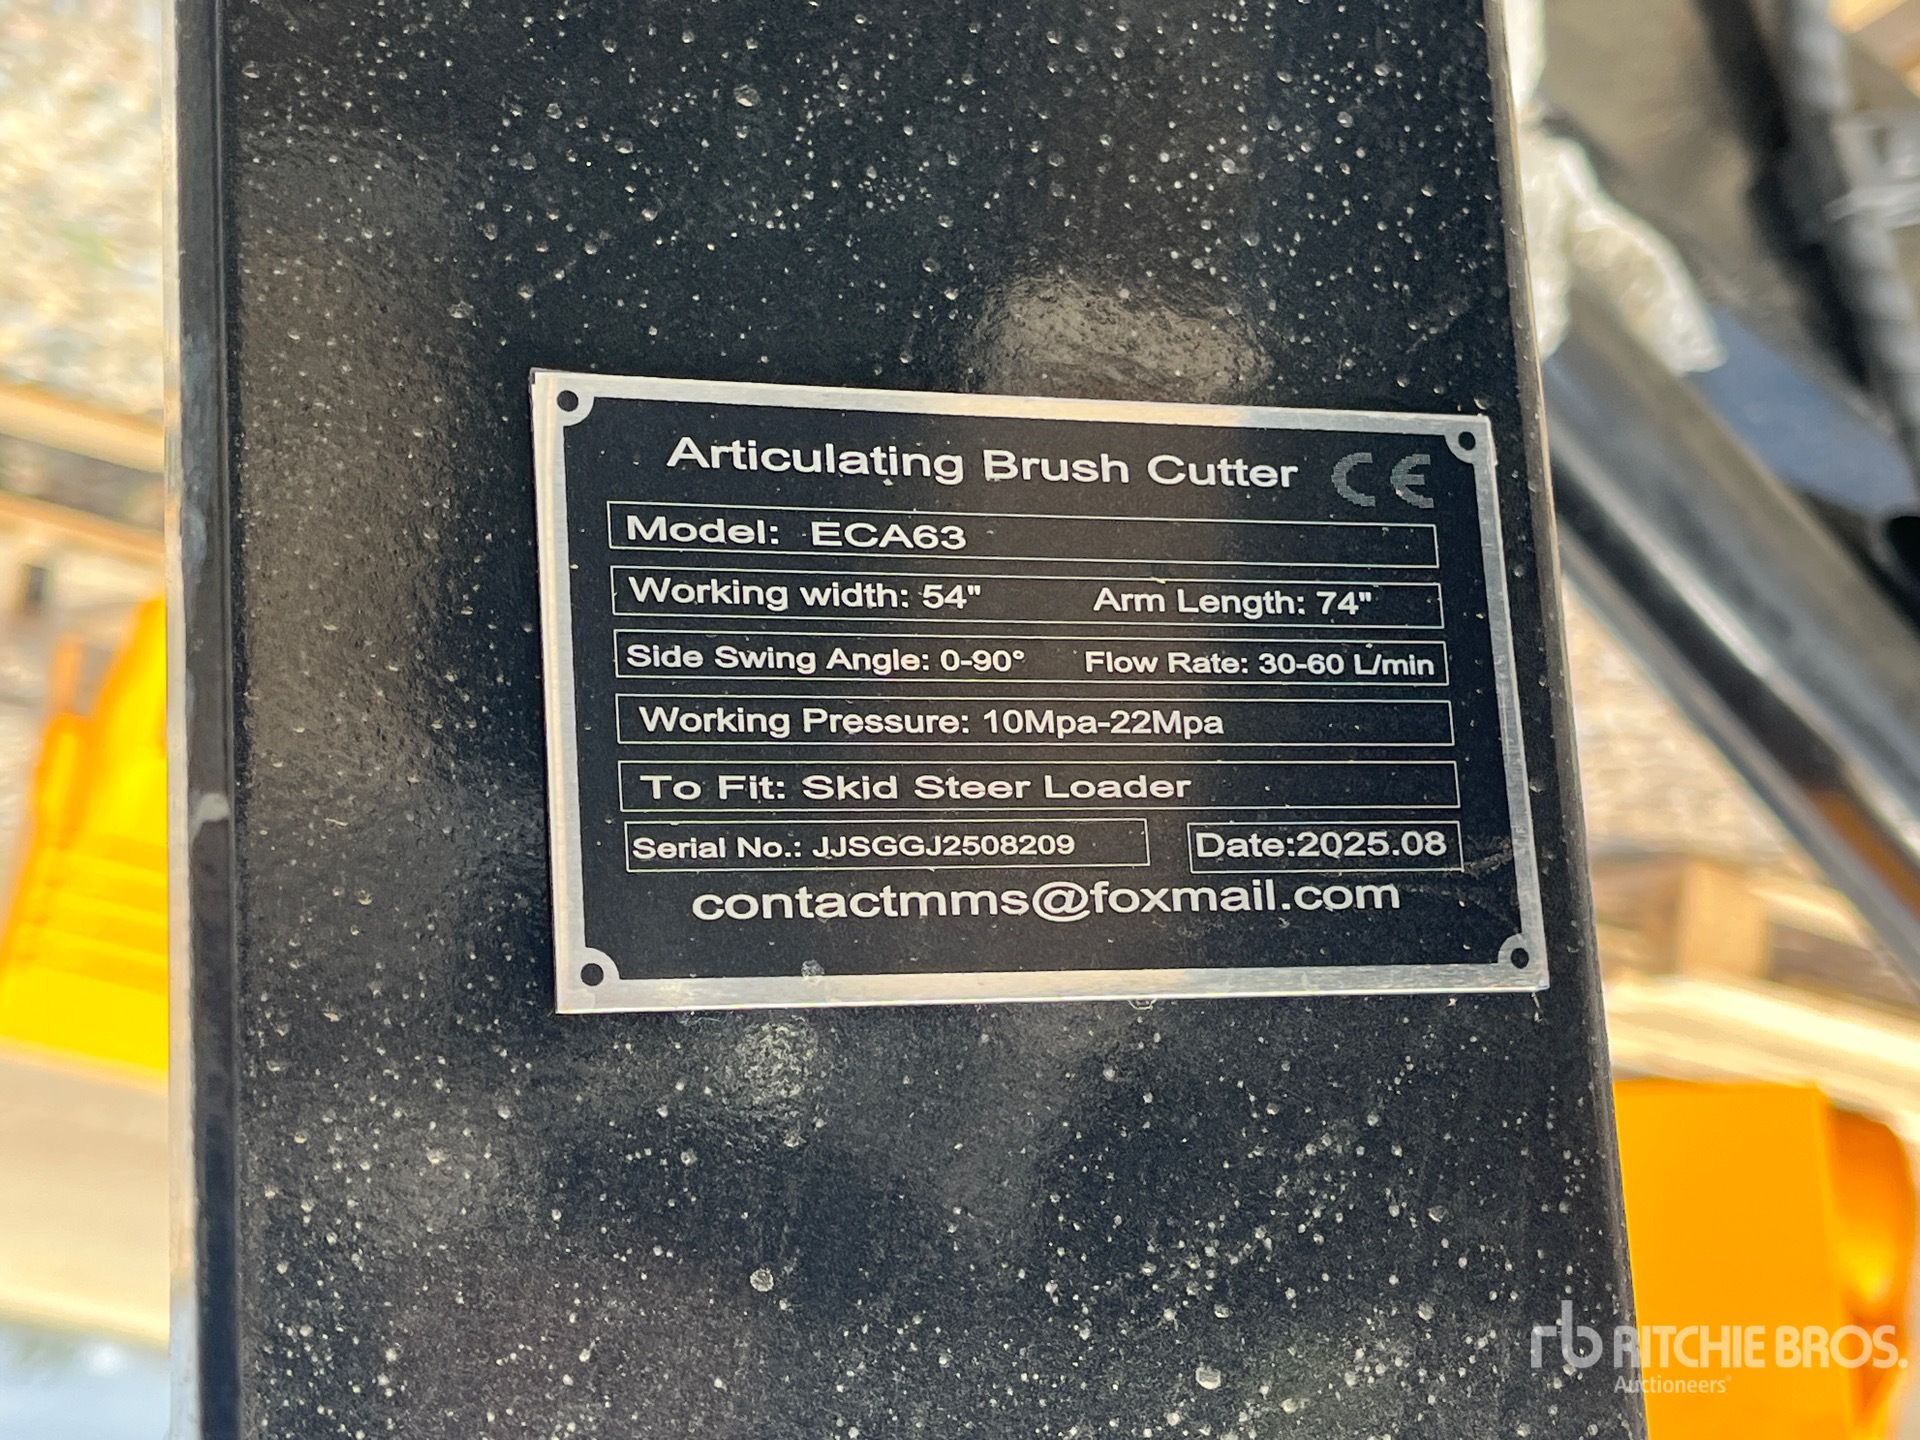 Articulating Brush Cutter CE
Model: ECA63
Working width: 54" Arm Length: 74"
Side Swing Angle: 0-90° Flow Rate: 30-60 L/min
Working Pressure: 10Mpa-22Mpa
To Fit: Skid Steer Loader
Serial No.: JJSGGJ2508209 Date:2025.08
contactmms@foxmail.com
rb RITCHIE BROS.
Auctioneers